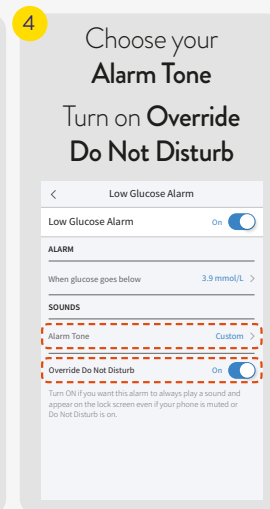 4
Choose your
Alarm Tone
Turn on Override
Do Not Disturb
< Low Glucose Alarm
Low Glucose Alarm On
ALARM
When glucose goes below 3.9 mmol/L >
SOUNDS
Alarm Tone Custom >
Override Do Not Disturb On
Turn ON if you want this alarm to always play a sound and
appear on the lock screen even if your phone is muted or
Do Not Disturb is on.